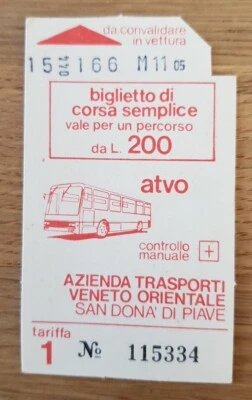 da convalidare
in vettura
15 166 M11 05
biglietto di
corsa semplice
vale per un percorso
da L. 200
atvo
controllo
manuale +
AZIENDA TRASPORTI
VENETO ORIENTALE
SAN DONA' DI PIAVE
tariffa
1 No 115334